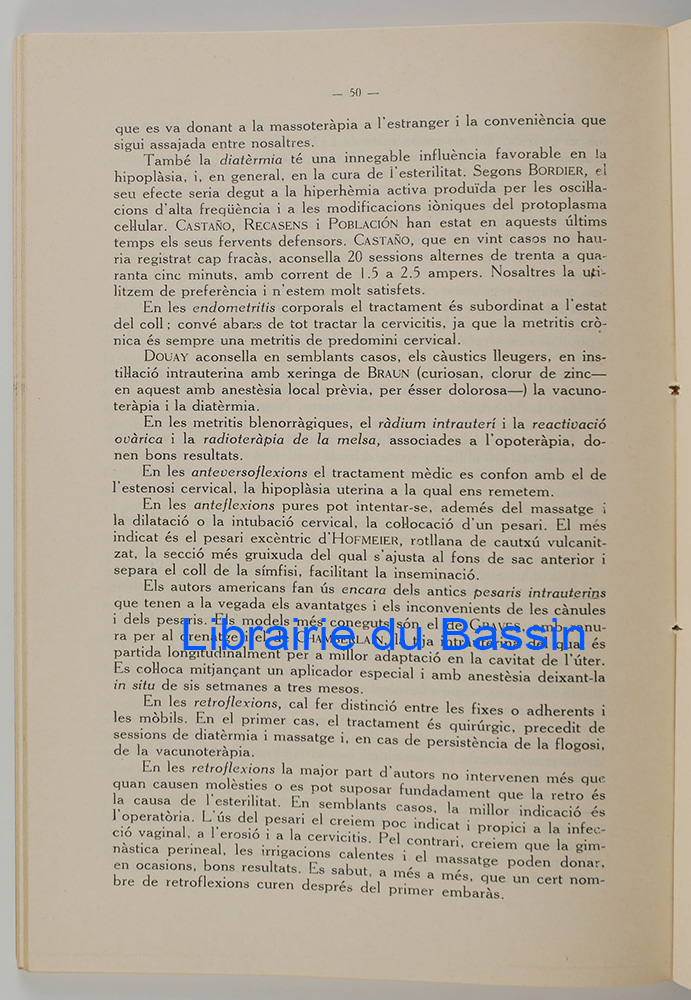 — 50 —
que es va donant a la massoteràpia a l'estranger i la conveniència que
sigui assajada entre nosaltres.
També la diatèrmia té una innegable influència favorable en la
hipoplàsia, i, en general, en la cura de l'esterilitat. Segons BORDIER, el
seu efecte seria degut a la hiperhèmia activa produïda per les oscil·la-
cions d'alta freqüència i a les modificacions iòniques del protoplasma
cel·lular. CASTAÑO, RECASENS i POBLACIÓN han estat en aquests últims
temps els seus fervents defensors. CASTAÑO, que en vint casos no hau-
ria registrat cap fracàs, aconsella 20 sessions alternes de trenta a qua-
ranta cinc minuts, amb corrent de 1.5 a 2.5 ampers. Nosaltres la uti-
litzem de preferència i n'estem molt satisfets.
En les endometritis corporals el tractament és subordinat a l'estat
del coll; convé abans de tot tractar la cervicitis, ja que la metritis crò-
nica és sempre una metritis de predomini cervical.
DOUAY aconsella en semblants casos, els càustics lleugers, en ins-
til·lació intrauterina amb xeringa de BRAUN (curiosan, clorur de zinc—
en aquest amb anestèsia local prèvia, per ésser dolorosa—) la vacuno-
teràpia i la diatèrmia.
En les metritis blenorràgiques, el ràdium intrauterí i la reactivació
ovàrica i la radioteràpia de la melsa, associades a l'opoteràpia, do-
nen bons resultats.
En les anteversoflexions el tractament mèdic es confon amb el de
l'estenosi cervical, la hipoplàsia uterina a la qual ens remetem.
En les anteflexions pures pot intentar-se, ademés del massatge i
la dilatació o la intubació cervical, la col·locació d'un pesari. El més
indicat és el pesari excèntric d'HOFMEIER, rotllana de cautxú vulcanit-
zat, la secció més gruixuda del qual s'ajusta al fons de sac anterior i
separa el coll de la símfisi, facilitant la inseminació.
Els autors americans fan ús encara dels antics pesaris intrauterins
que tenen a la vegada els avantatges i els inconvenients de les cànules
i dels pesaris. Els models més coneguts són el de GRAVES, amb ranu-
ra per al drenatge i el de CHAMBERLAIN, la tija intrauterina del qual és
partida longitudinalment per a millor adaptació en la cavitat de l'úter.
Es col·loca mitjançant un aplicador especial i amb anestèsia deixant-la
in situ de sis setmanes a tres mesos.
En les retroflexions, cal fer distinció entre les fixes o adherents i
les mòbils. En el primer cas, el tractament és quirúrgic, precedit de
sessions de diatèrmia i massatge i, en cas de persistència de la flogosi,
de la vacunoteràpia.
En les retroflexions la major part d'autors no intervenen més que
quan causen molèsties o es pot suposar fundadament que la retro és
la causa de l'esterilitat. En semblants casos, la millor indicació és
l'operatòria. L'ús del pesari el creiem poc indicat i propici a la infec-
ció vaginal, a l'erosió i a la cervicitis. Pel contrari, creiem que la gim-
nàstica perineal, les irrigacions calentes i el massatge poden donar,
en ocasions, bons resultats. Es sabut, a més a més, que un cert nom-
bre de retroflexions curen després del primer embaràs.
Librairie du Bassin